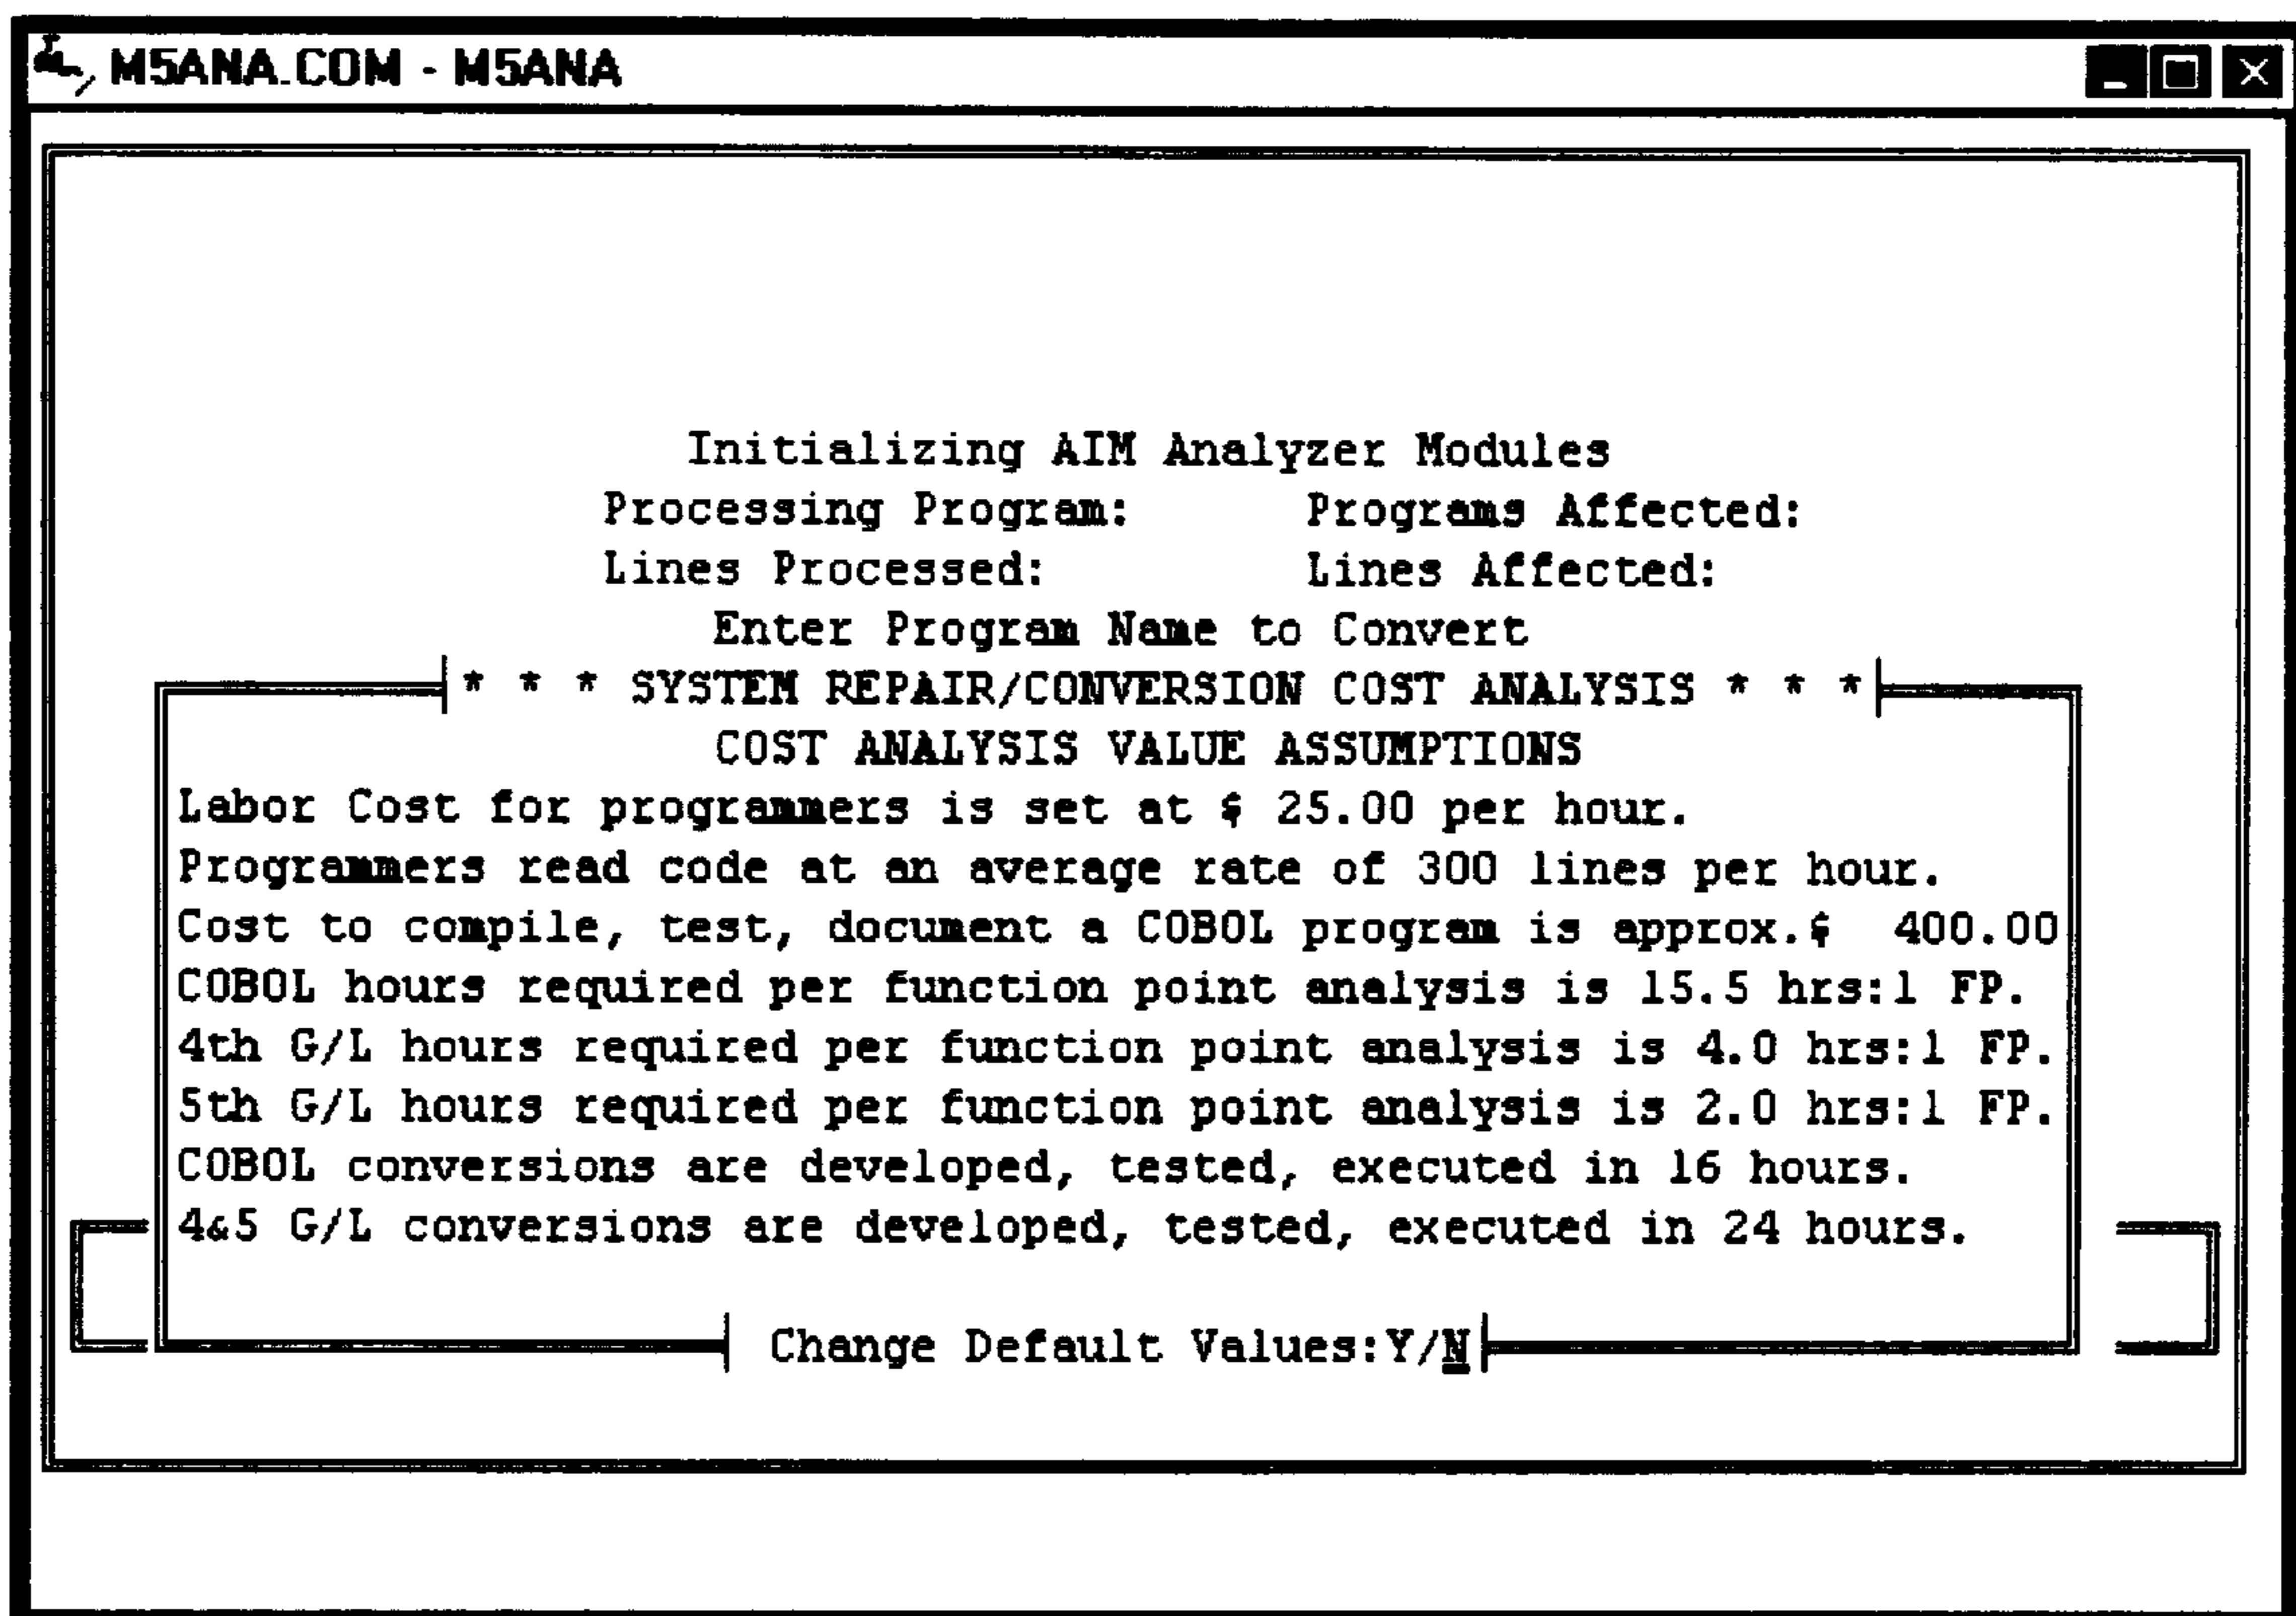 M5ANA.COM - M5ANA
Initializing AIM Analyzer Modules
Processing Program: Programs Affected:
Lines Processed: Lines Affected:
Enter Program Name to Convert
* * * SYSTEM REPAIR/CONVERSION COST ANALYSIS * * *
COST ANALYSIS VALUE ASSUMPTIONS
Labor Cost for programmers is set at $ 25.00 per hour.
Programmers read code at an average rate of 300 lines per hour.
Cost to compile, test, document a COBOL program is approx.$ 400.00
COBOL hours required per function point analysis is 15.5 hrs:1 FP.
4th G/L hours required per function point analysis is 4.0 hrs:1 FP.
5th G/L hours required per function point analysis is 2.0 hrs:1 FP.
COBOL conversions are developed, tested, executed in 16 hours.
4&5 G/L conversions are developed, tested, executed in 24 hours.
Change Default Values:Y/N